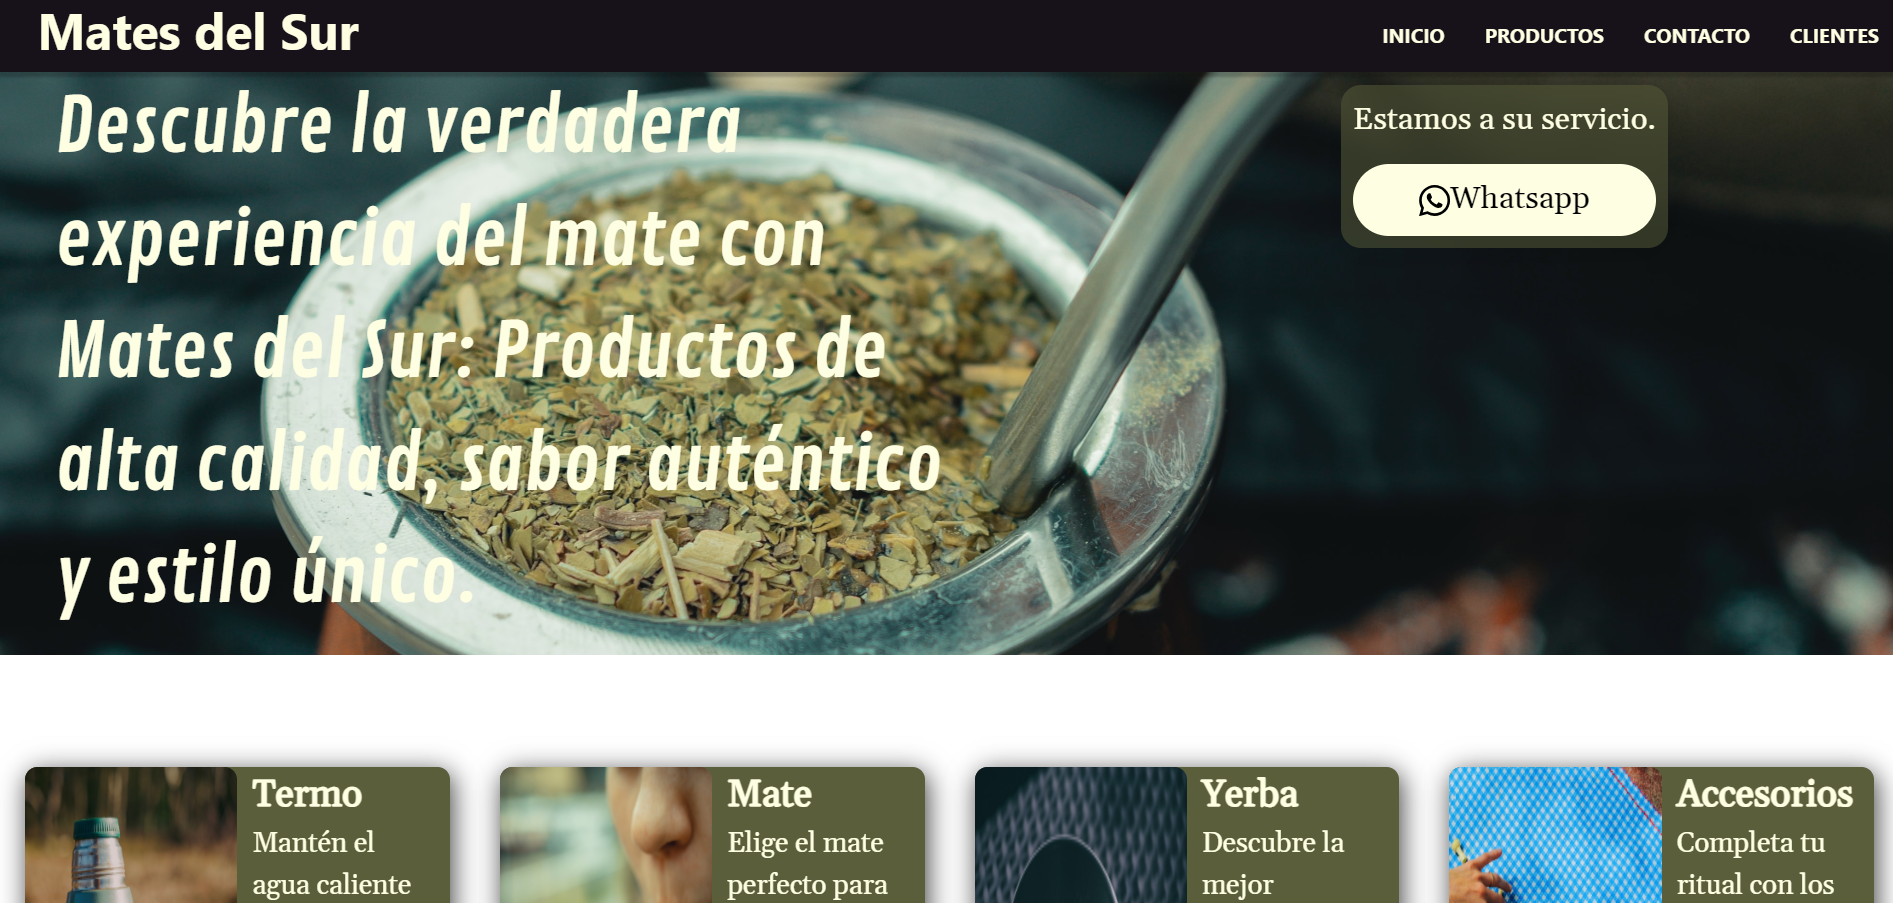 Mates del Sur
INICIO PRODUCTOS CONTACTO CLIENTES
Descubre la verdadera
experiencia del mate con
Mates del Sur: Productos de
alta calidad, sabor auténtico
y estilo único.
Estamos a su servicio.
Whatsapp
Termo
Mantén el
agua caliente
Mate
Elige el mate
perfecto para
Yerba
Descubre la
mejor
Accesorios
Completa tu
ritual con los